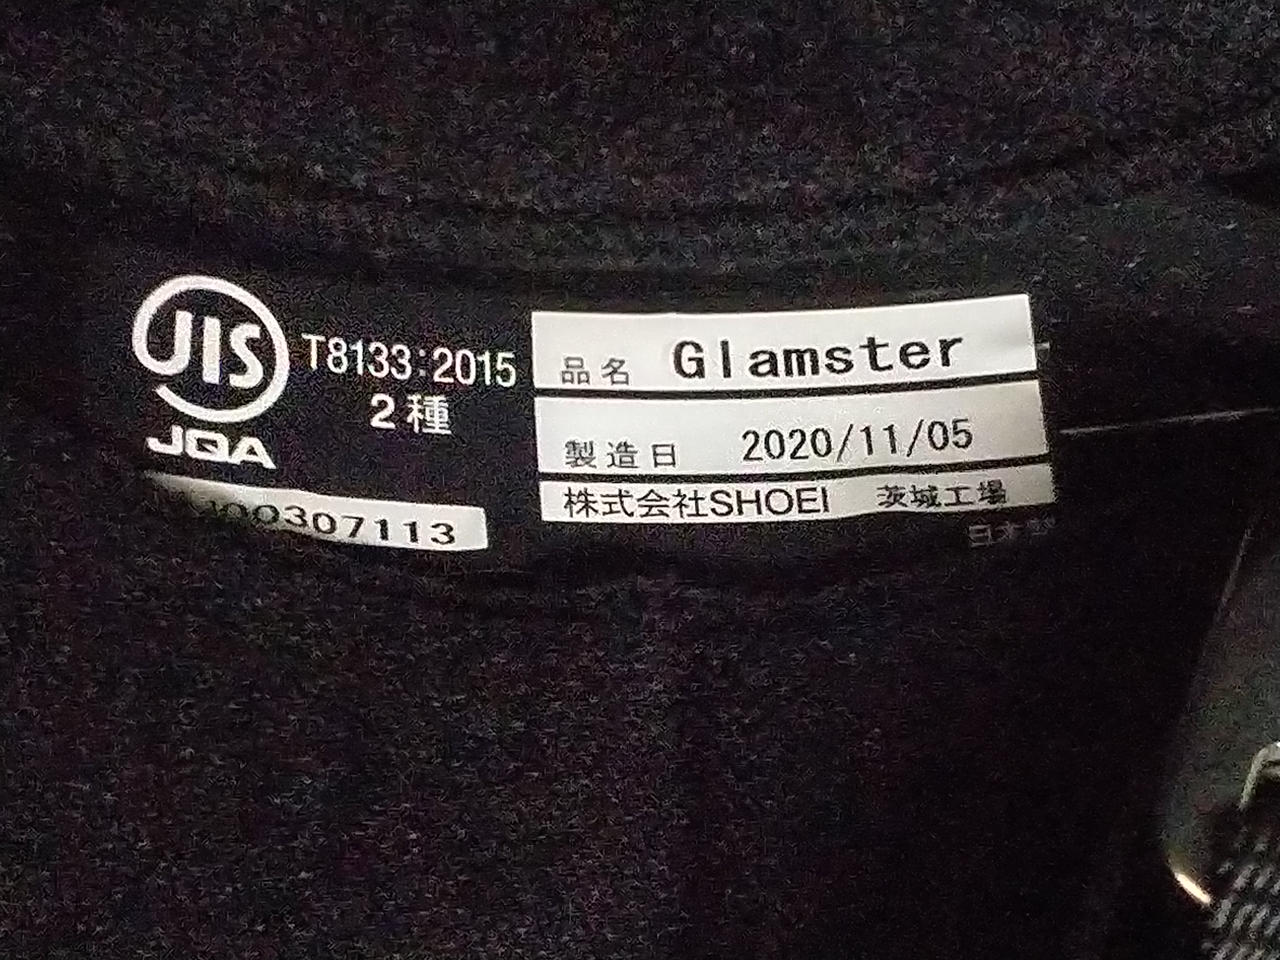 JIS
JQA
T8133:2015
2種
00307113
品名 Glamster
製造日 2020/11/05
株式会社SHOEI 茨城工場